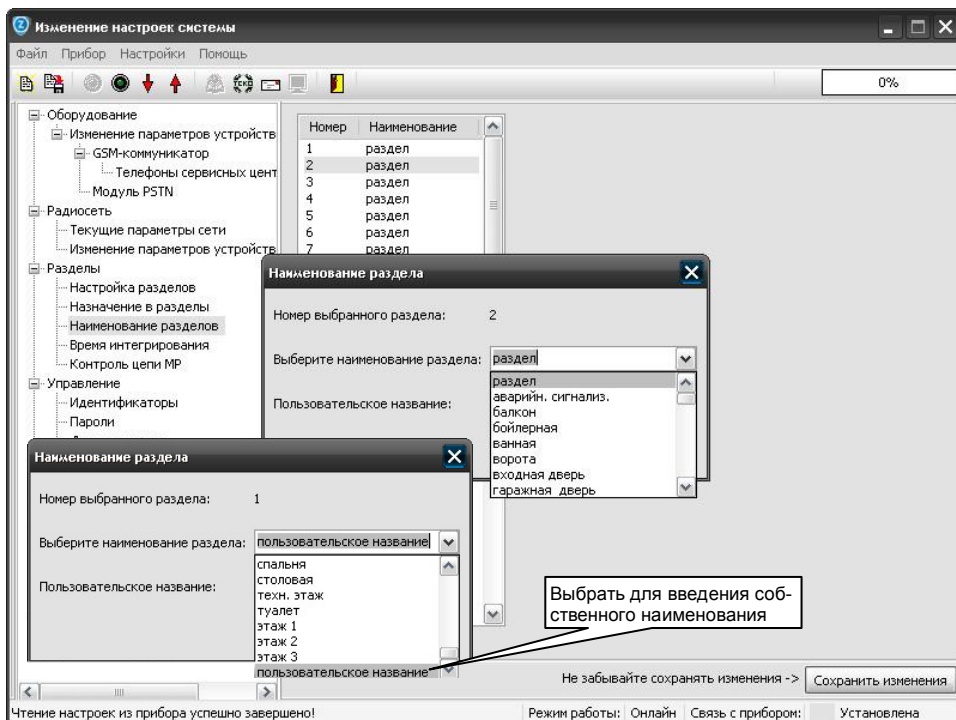 Изменение настроек системы
Файл Прибор Настройки Помощь
0%
Оборудование
Изменение параметров устройств
GSM-коммуникатор
Телефоны сервисных цент
Модуль PSTN
Радиосеть
Текущие параметры сети
Изменение параметров устройств
Разделы
Настройка разделов
Назначение в разделы
Наименование разделов
Время интегрирования
Контроль цепи МР
Управление
Идентификаторы
Пароли
Номер Наименование
1 раздел
2 раздел
3 раздел
4 раздел
5 раздел
6 раздел
7 раздел
Наименование раздела
Номер выбранного раздела: 2
Выберите наименование раздела: раздел
Пользовательское название:
раздел
аварийн. сигнализ.
балкон
бойлерная
ванная
ворота
входная дверь
гаражная дверь
Наименование раздела
Номер выбранного раздела: 1
Выберите наименование раздела: пользовательское название
Пользовательское название:
спальня
столовая
техн. этаж
туалет
этаж 1
этаж 2
этаж 3
пользовательское название
Выбрать для введения соб-
ственного наименования
Не забывайте сохранять изменения -> Сохранить изменения
Чтение настроек из прибора успешно завершено! Режим работы: Онлайн Связь с прибором: Установлена